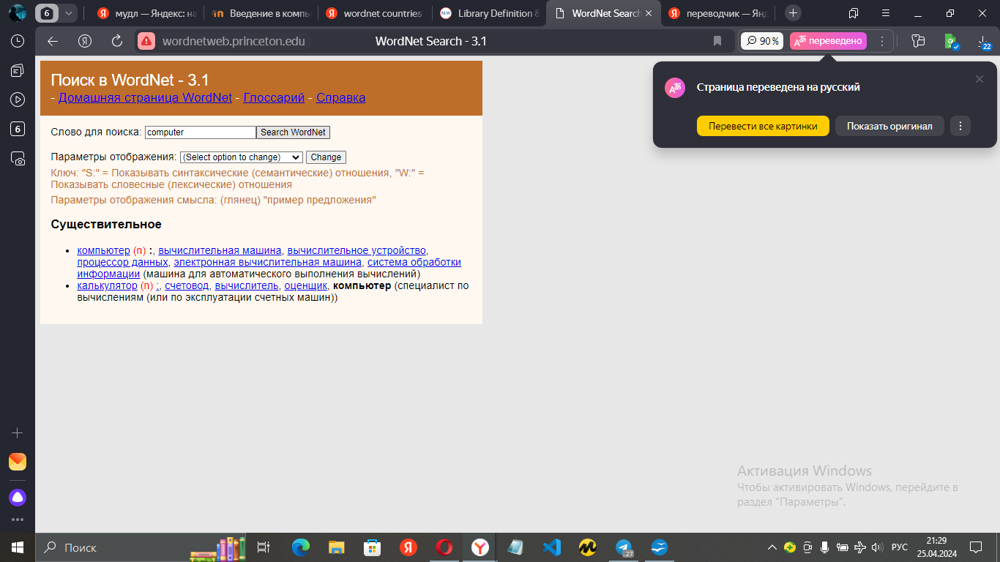 6
мудл — Яндекс: на
Введение в компь
wordnet countries
Library Definition &
WordNet Search
переводчик — Янд
wordnetweb.princeton.edu
WordNet Search - 3.1
90 %
переведено
22
6
Поиск в WordNet - 3.1
- Домашняя страница WordNet - Глоссарий - Справка
Слово для поиска: computer Search WordNet
Параметры отображения: (Select option to change) Change
Ключ: "S:" = Показывать синтаксические (семантические) отношения, "W:" =
Показывать словесные (лексические) отношения
Параметры отображения смысла: (глянец) "пример предложения"
Существительное
• компьютер (n) :, вычислительная машина, вычислительное устройство,
процессор данных, электронная вычислительная машина, система обработки
информации (машина для автоматического выполнения вычислений)
• калькулятор (n) :, счетовод, вычислитель, оценщик, компьютер (специалист по
вычислениям (или по эксплуатации счетных машин))
Страница переведена на русский
Перевести все картинки
Показать оригинал
Активация Windows
Чтобы активировать Windows, перейдите в
раздел "Параметры".
Поиск
27
РУС
21:29
25.04.2024